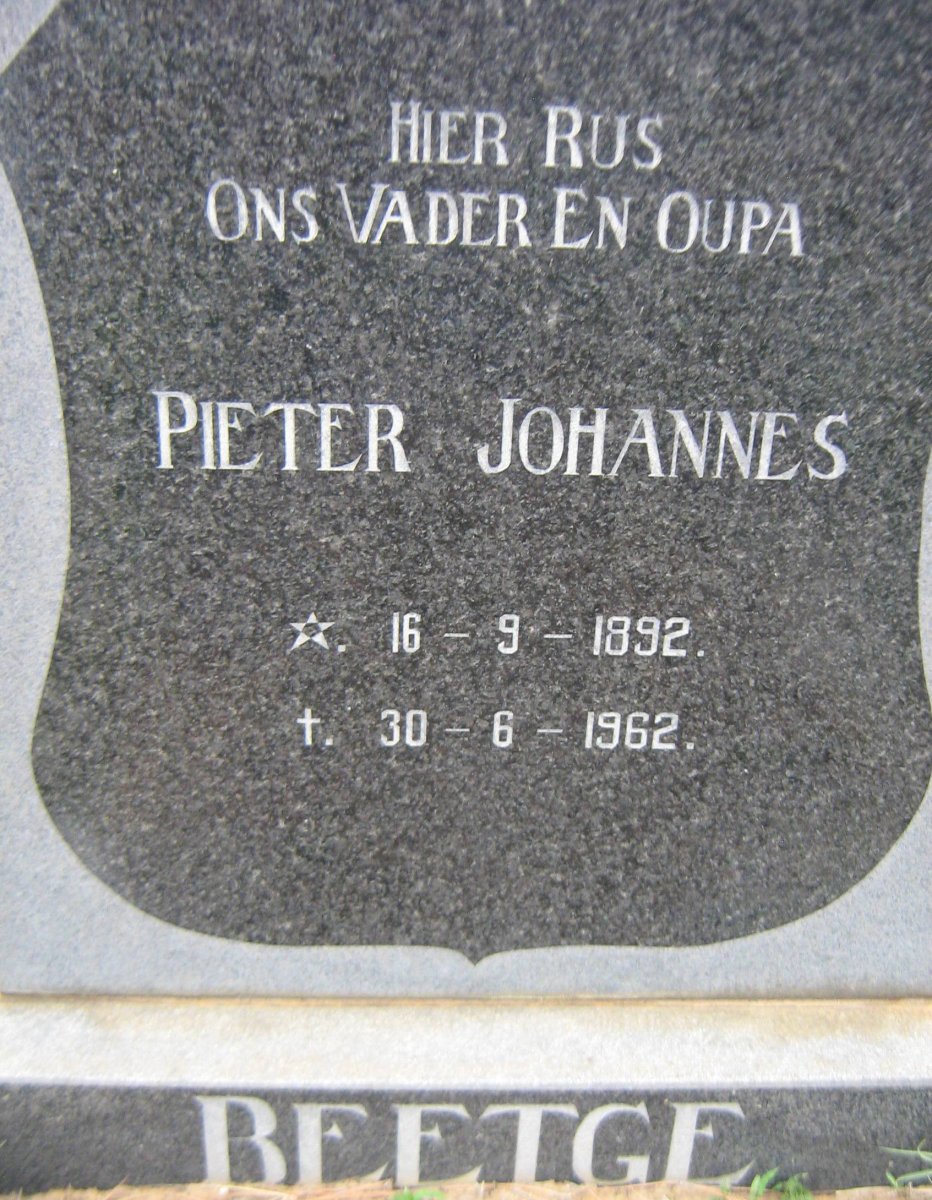 HIER RUS
ONS VADER EN OUPA
PIETER JOHANNES
☆. 16 – 9 – 1892.
†. 30 – 6 – 1962.
BEETGE